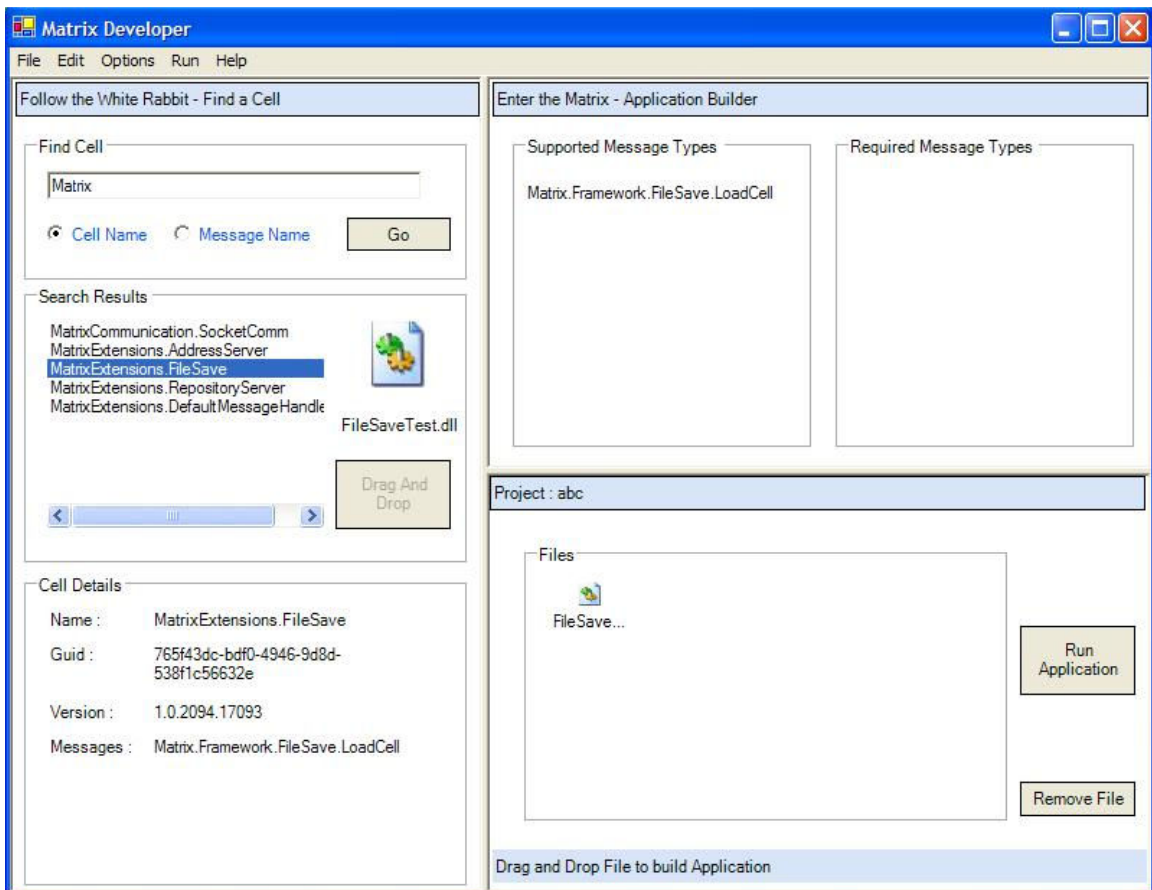 Matrix Developer
File Edit Options Run Help
Follow the White Rabbit - Find a Cell
Find Cell
Matrix
Cell Name Message Name Go
Search Results
MatrixCommunication.SocketComm
MatrixExtensions.AddressServer
MatrixExtensions.FileSave
MatrixExtensions.RepositoryServer
MatrixExtensions.DefaultMessageHandle
FileSaveTest.dll
Drag And
Drop
Cell Details
Name : MatrixExtensions.FileSave
Guid : 765f43dc-bdf0-4946-9d8d-
538f1c56632e
Version : 1.0.2094.17093
Messages : Matrix.Framework.FileSave.LoadCell
Enter the Matrix - Application Builder
Supported Message Types
Matrix.Framework.FileSave.LoadCell
Required Message Types
Project : abc
Files
FileSave...
Run
Application
Remove File
Drag and Drop File to build Application